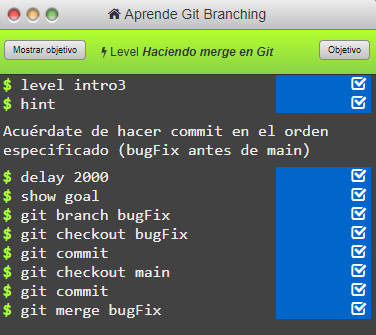 Aprende Git Branching
Mostrar objetivo
Level Haciendo merge en Git
Objetivo
$ level intro3
$ hint
Acuérdate de hacer commit en el orden
especificado (bugFix antes de main)
$ delay 2000
$ show goal
$ git branch bugFix
$ git checkout bugFix
$ git commit
$ git checkout main
$ git commit
$ git merge bugFix